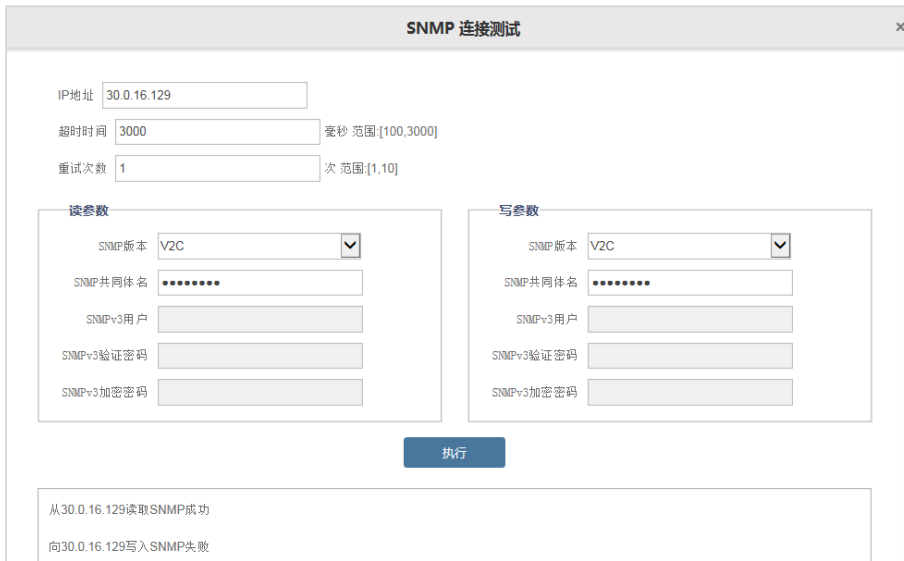 SNMP 连接测试 ×
IP地址 30.0.16.129
超时时间 3000 毫秒 范围:[100,3000]
重试次数 1 次 范围:[1,10]
读参数
SNMP版本 V2C
SNMP共同体名 ••••••••
SNMPv3用户
SNMPv3验证密码
SNMPv3加密密码
写参数
SNMP版本 V2C
SNMP共同体名 ••••••••
SNMPv3用户
SNMPv3验证密码
SNMPv3加密密码
执行
从30.0.16.129读取SNMP成功
向30.0.16.129写入SNMP失败